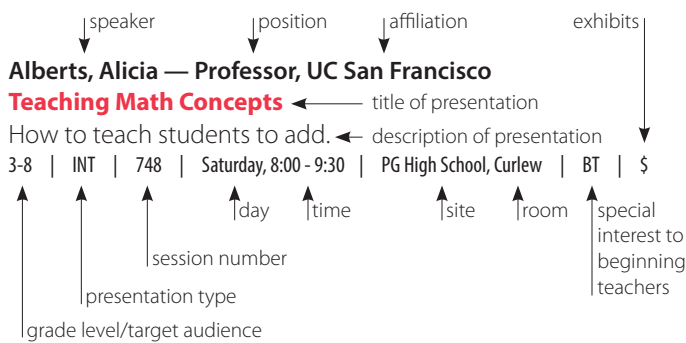 speaker position affiliation exhibits
Alberts, Alicia — Professor, UC San Francisco
Teaching Math Concepts title of presentation
How to teach students to add. description of presentation
3-8 | INT | 748 | Saturday, 8:00 - 9:30 | PG High School, Curlew | BT | $
day time site room special
interest to
beginning
teachers
session number
presentation type
grade level/target audience